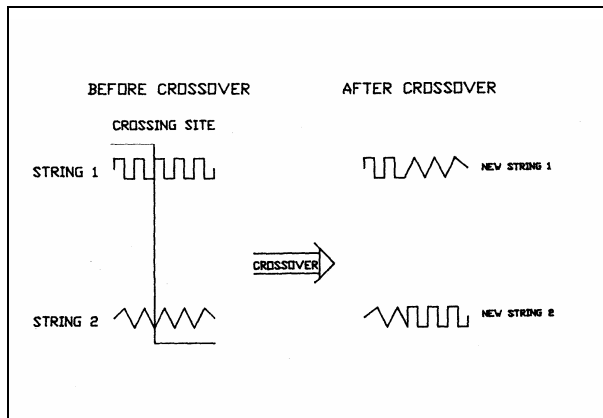 BEFORE CROSSOVER
AFTER CROSSOVER
CROSSING SITE
STRING 1
NEW STRING 1
CROSSOVER
STRING 2
NEW STRING 2